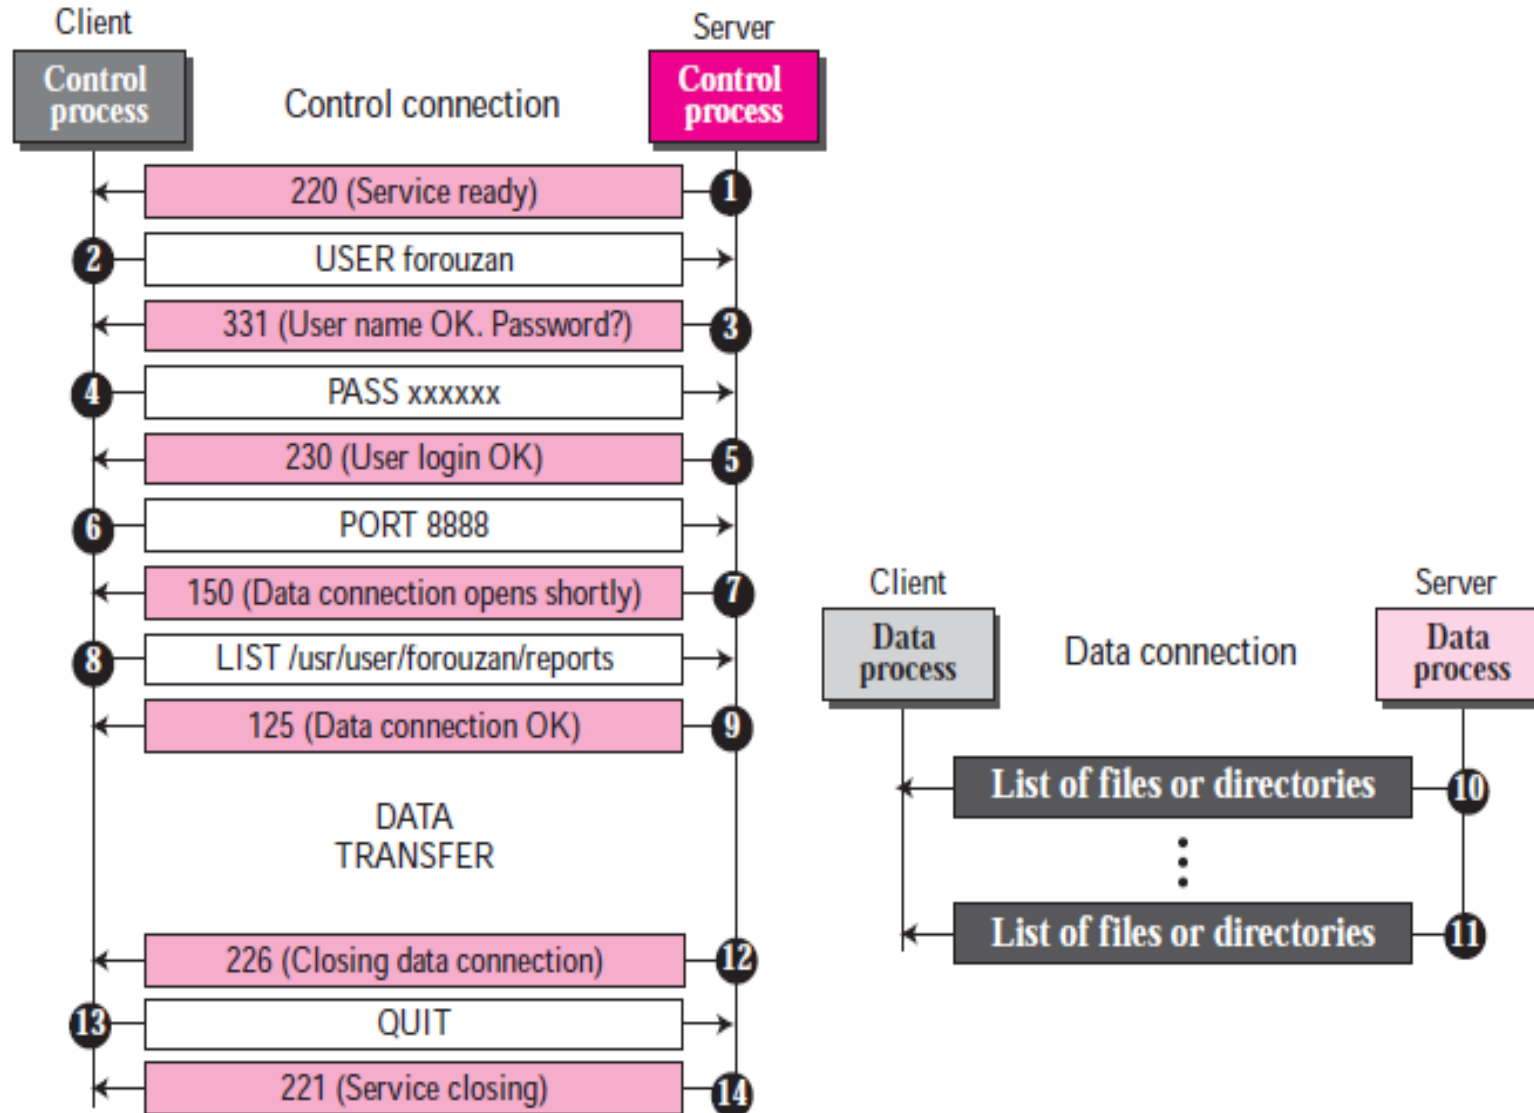 Client
Server
Control
process
Control connection
Control
process
220 (Service ready)
1
2
USER forouzan
331 (User name OK. Password?)
3
4
PASS xxxxxx
230 (User login OK)
5
6
PORT 8888
150 (Data connection opens shortly)
7
8
LIST /usr/user/forouzan/reports
125 (Data connection OK)
9
DATA
TRANSFER
Client
Server
Data
process
Data connection
Data
process
List of files or directories
10
List of files or directories
11
226 (Closing data connection)
12
13
QUIT
221 (Service closing)
14